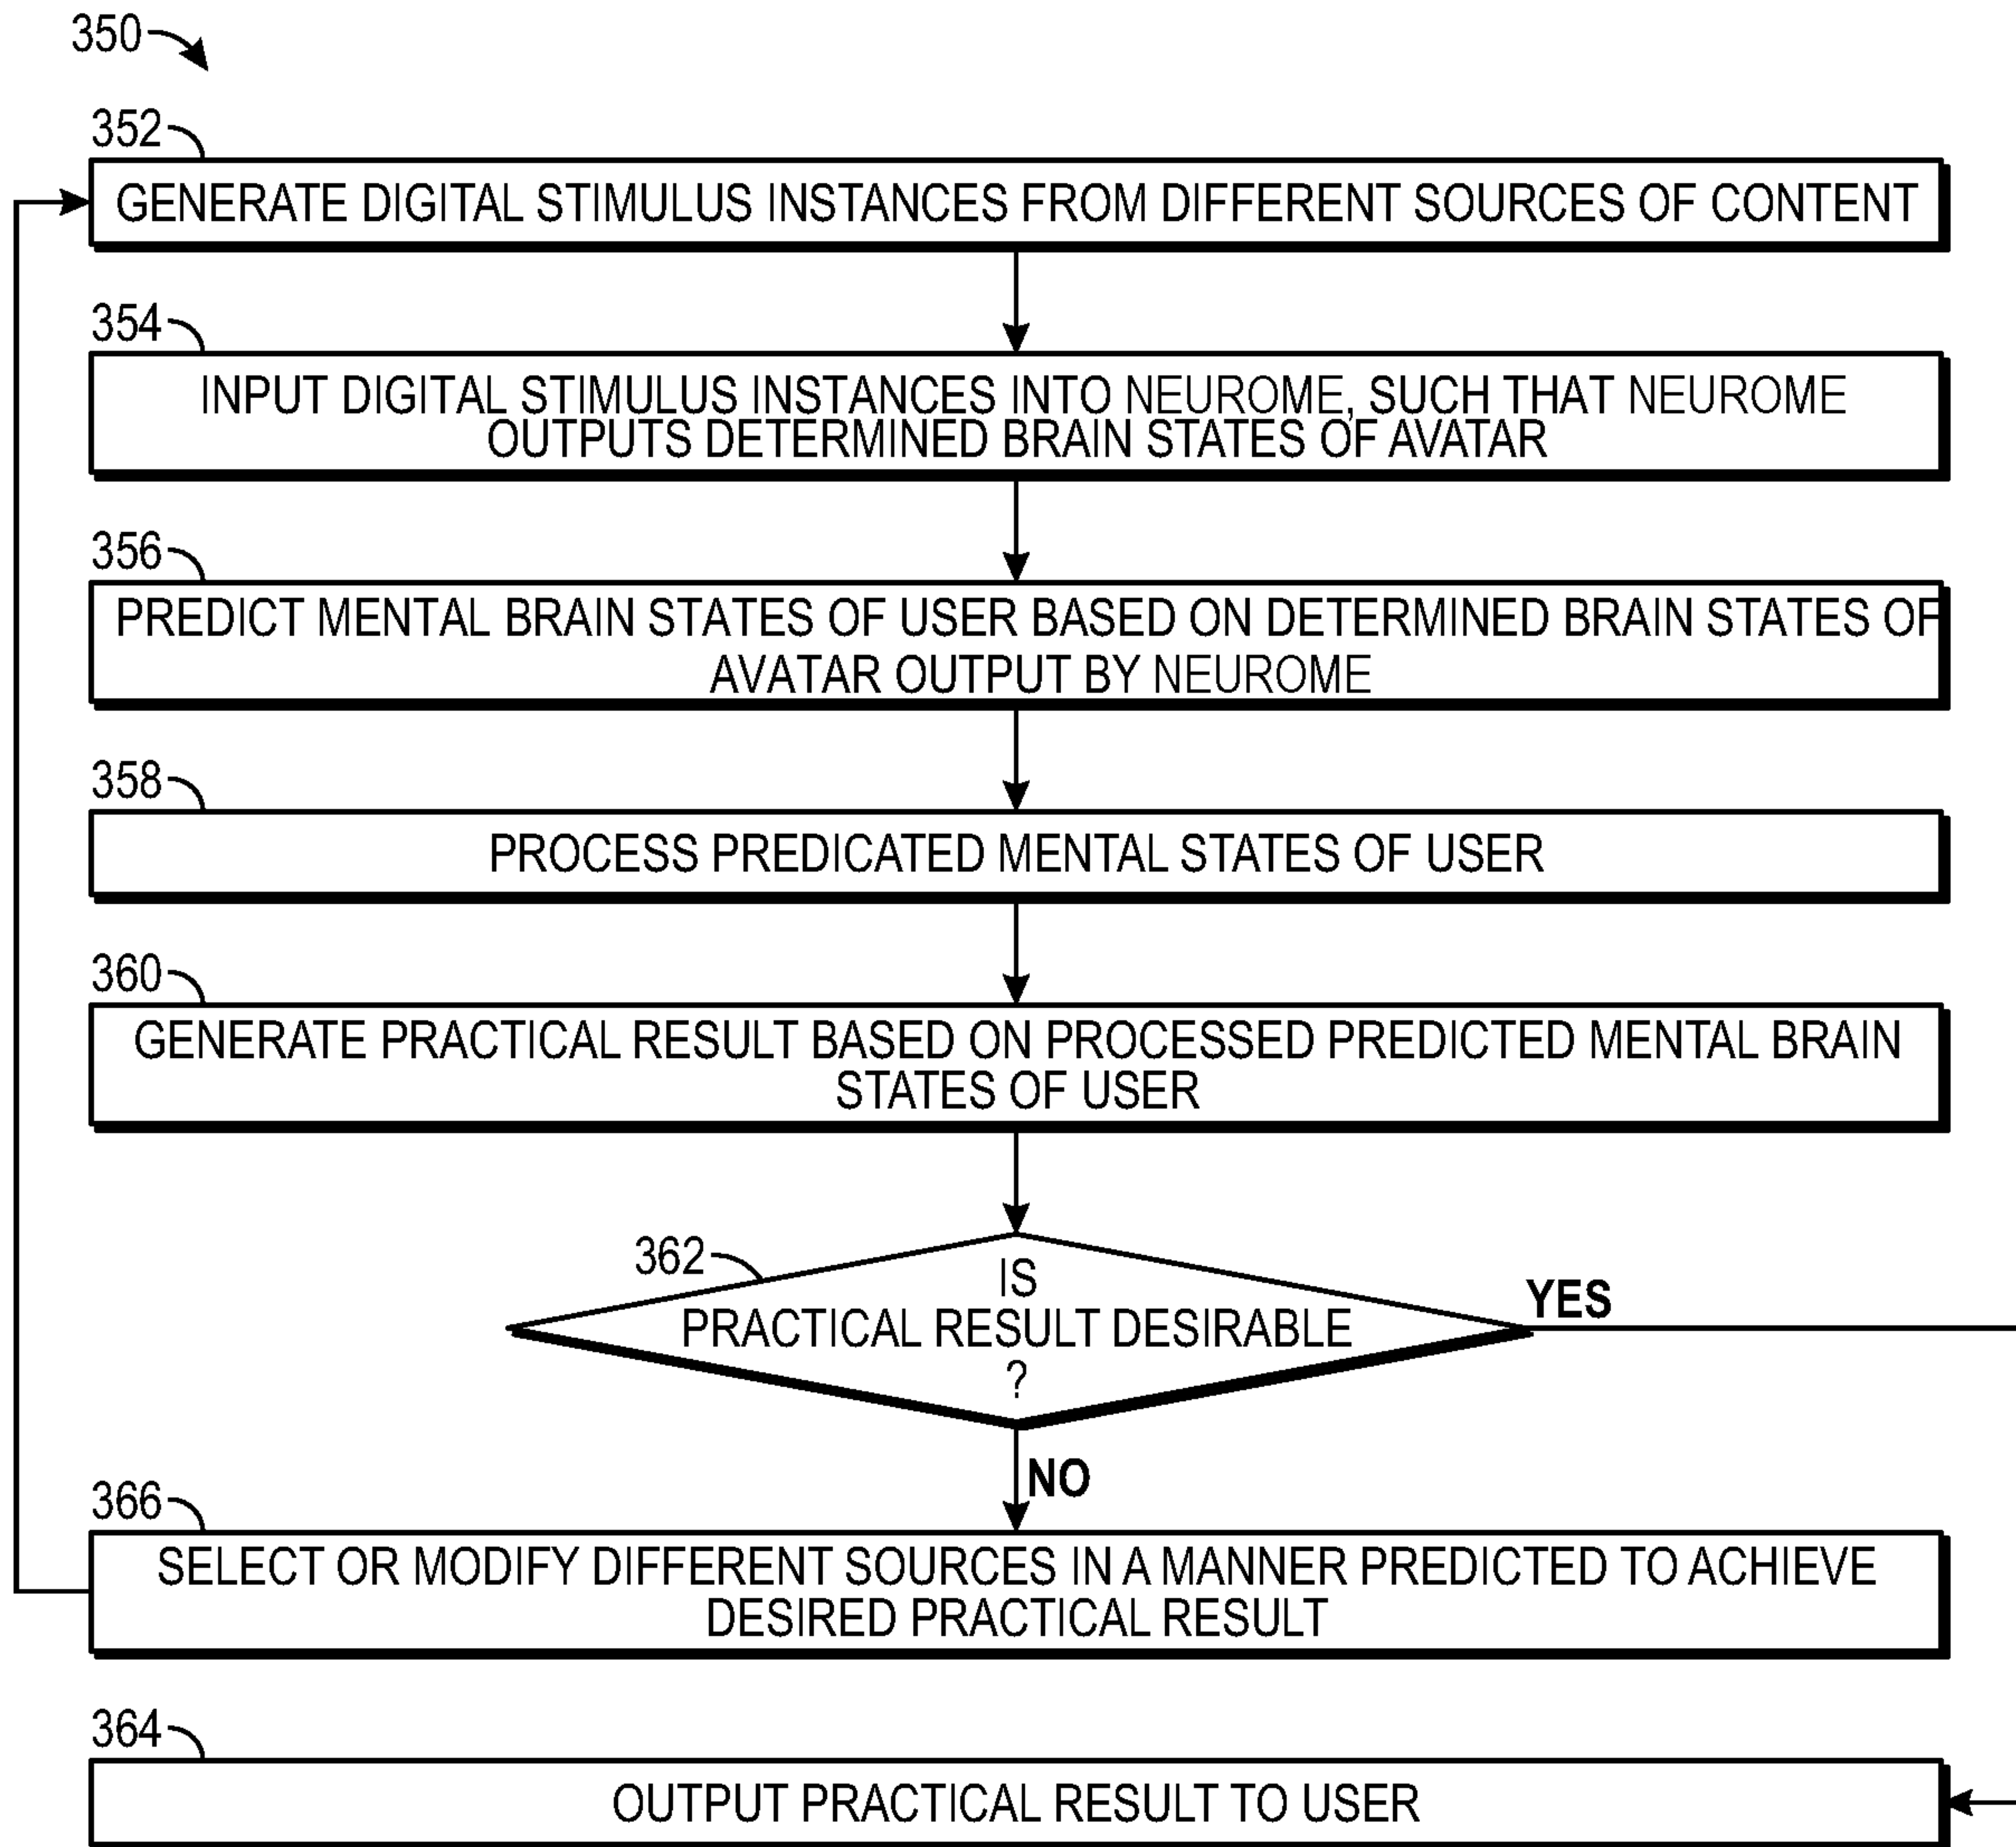 350
352
GENERATE DIGITAL STIMULUS INSTANCES FROM DIFFERENT SOURCES OF CONTENT
354
INPUT DIGITAL STIMULUS INSTANCES INTO NEUROME, SUCH THAT NEUROME
OUTPUTS DETERMINED BRAIN STATES OF AVATAR
356
PREDICT MENTAL BRAIN STATES OF USER BASED ON DETERMINED BRAIN STATES OF
AVATAR OUTPUT BY NEUROME
358
PROCESS PREDICATED MENTAL STATES OF USER
360
GENERATE PRACTICAL RESULT BASED ON PROCESSED PREDICTED MENTAL BRAIN
STATES OF USER
362
IS
PRACTICAL RESULT DESIRABLE
?
YES
NO
366
SELECT OR MODIFY DIFFERENT SOURCES IN A MANNER PREDICTED TO ACHIEVE
DESIRED PRACTICAL RESULT
364
OUTPUT PRACTICAL RESULT TO USER